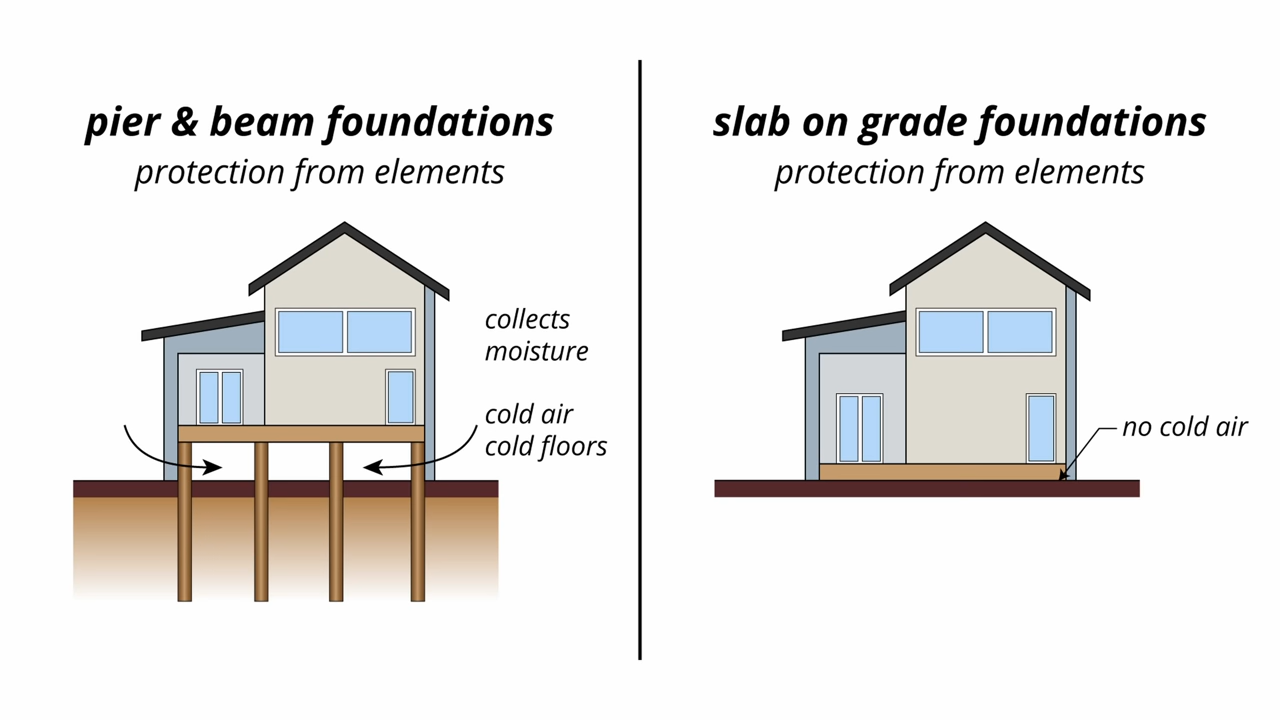 pier & beam foundations
protection from elements
collects
moisture
cold air
cold floors
slab on grade foundations
protection from elements
no cold air